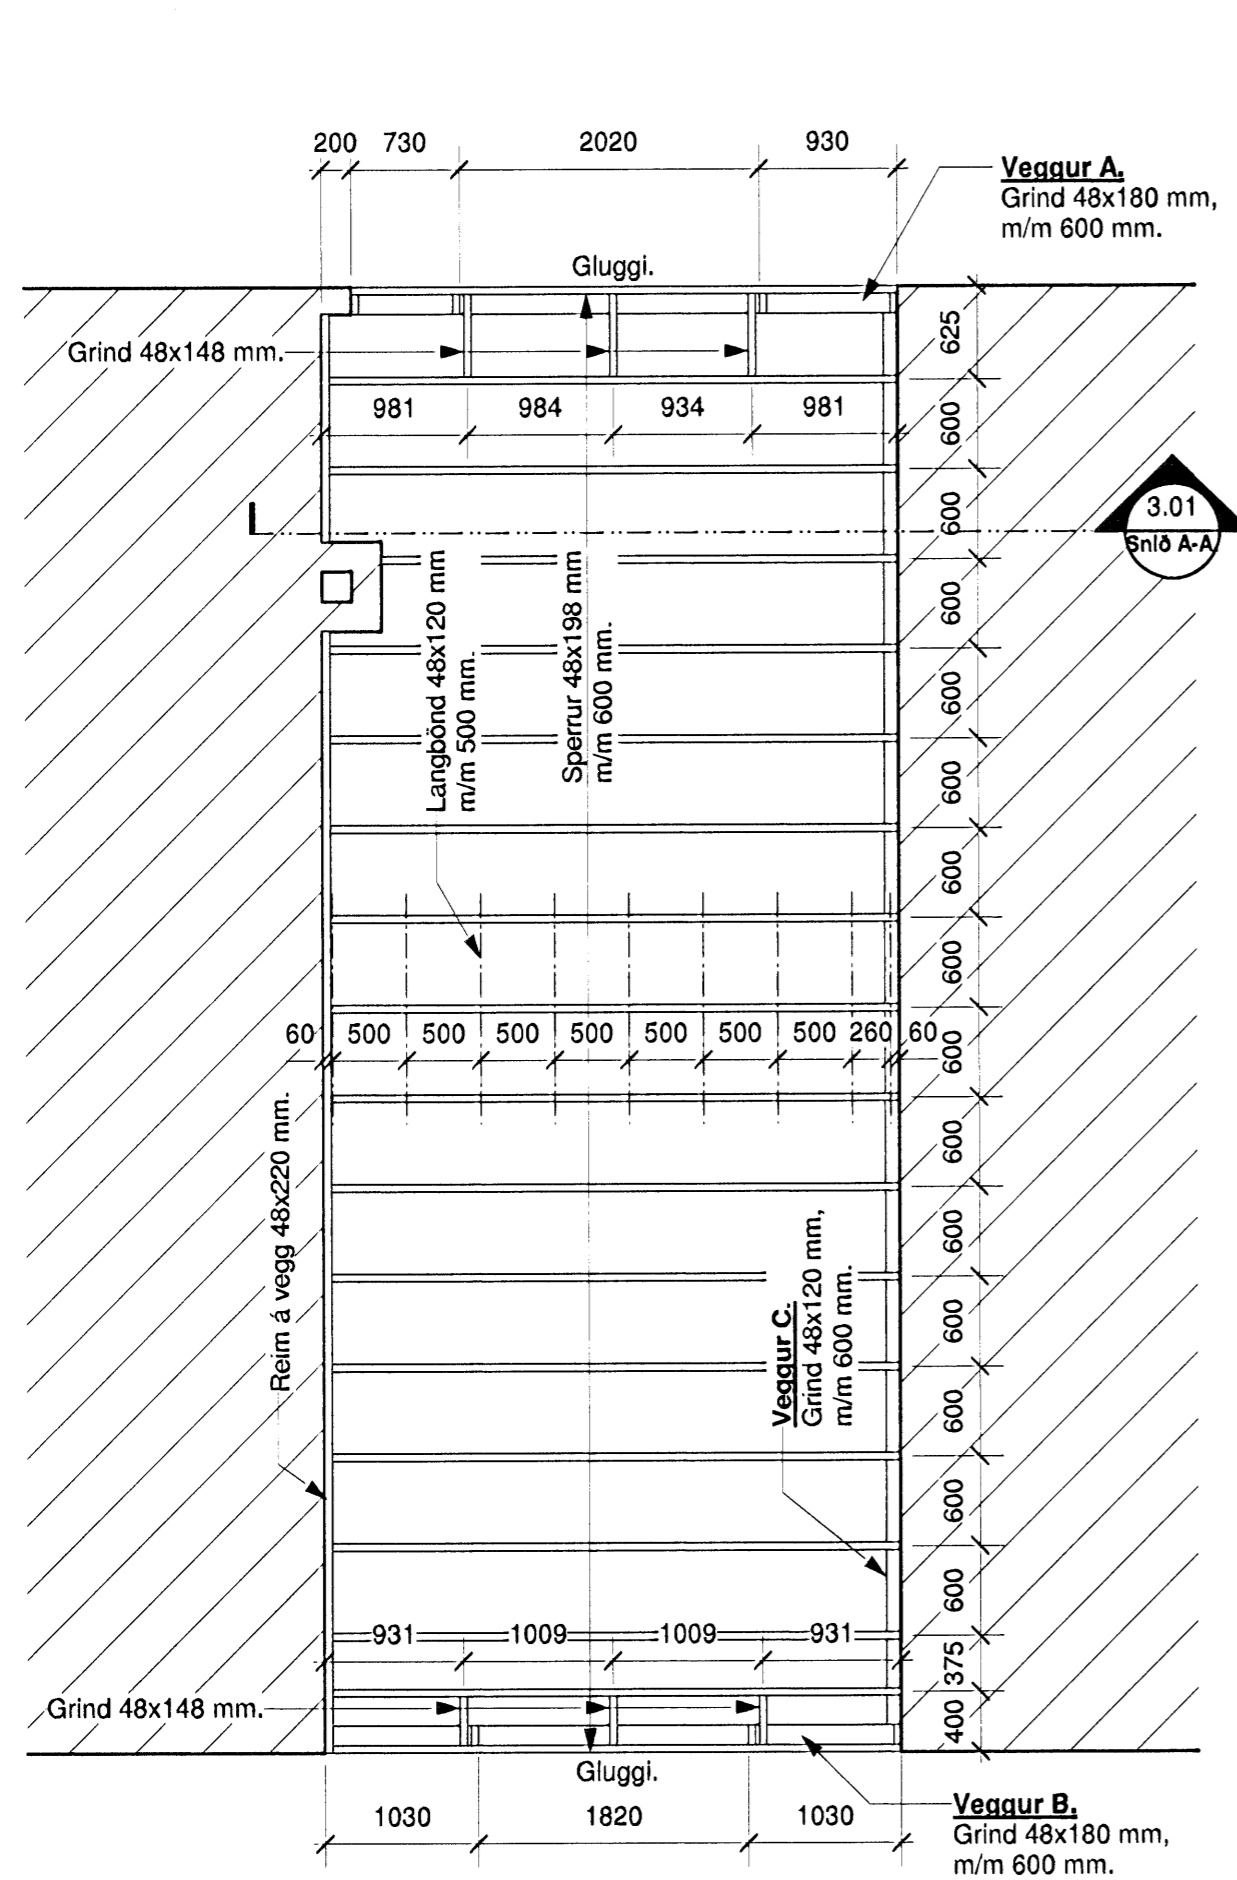 200 730 2020 930
Veggur A.
Grind 48x180 mm,
m/m 600 mm.
Gluggi.
625
Grind 48x148 mm.
981 984 934 981
600
600
3.01
Snið A-A
Langbönd 48x120 mm
m/m 500 mm.
Sperrur 48x198 mm
m/m 600 mm.
600
600
600
600
600
60 500 500 500 500 500 500 500 260 60
600
Reim á vegg 48x220 mm.
600
600
Veggur C.
Grind 48x120 mm,
m/m 600 mm.
600
600
600
600
931 1009 1009 931
375
Grind 48x148 mm.
400
Gluggi.
1030 1820 1030
Veggur B.
Grind 48x180 mm,
m/m 600 mm.